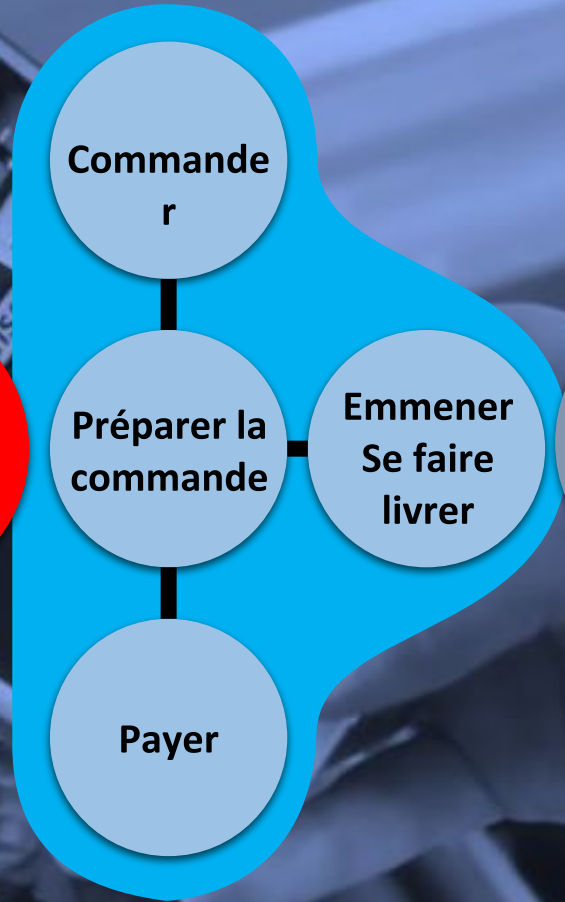 Commande
r
Préparer la
commande
Emmener
Se faire
livrer
Payer